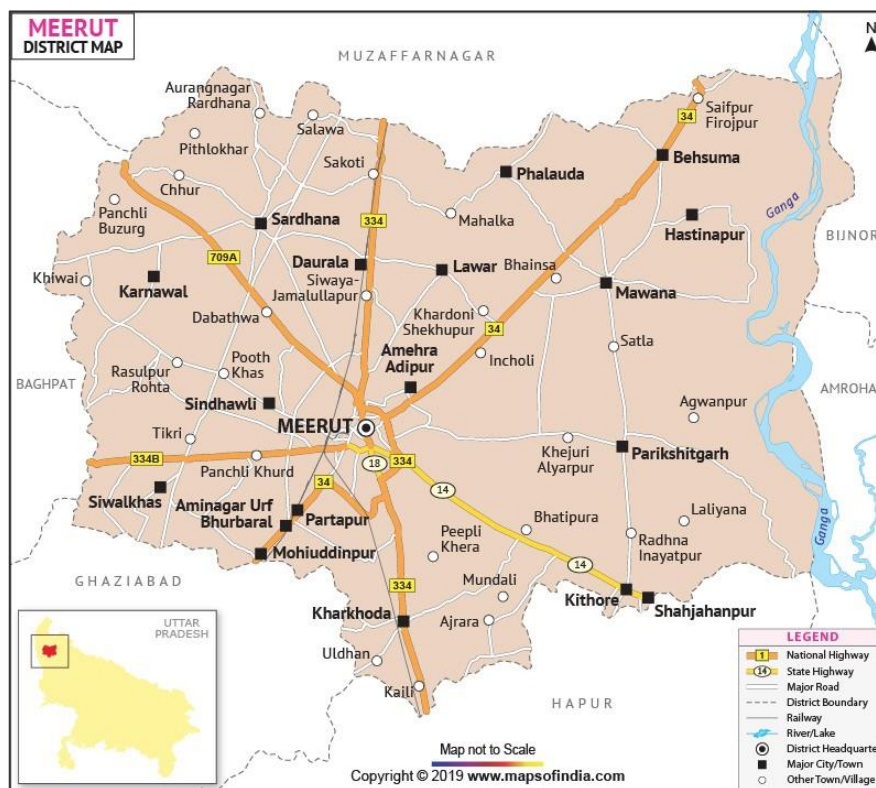 MEERUT
DISTRICT MAP
N
MUZAFFARNAGAR
Aurangnagar
Rardhana
Salawa
Saifpur
Firojpur
34
Pithlokhar
Sakoti
Behsuma
Phalauda
Chhur
Panchli
Buzurg
Sardhana
334
Mahalka
Hastinapur
Ganga
BIJNOR
709A
Daurala
Siwaya-
Jamalullapur
Lawar
Bhainsa
Khiwai
Karnawal
Mawana
Dabathwa
Khardoni
Shekhupur
34
Satla
Amehra
Adipur
Incholi
BAGHPAT
Rasulpur
Rohta
Pooth
Khas
AMROHA
Sindhawli
Agwanpur
MEERUT
Tikri
Khejuri
Alyarpur
Parikshitgarh
334B
Panchli Khurd
18
334
Siwalkhas
34
14
Aminagar Urf
Bhurbaral
Partapur
Bhatipura
Laliyana
Ganga
Mohiuddinpur
Peepli
Khera
Radhna
Inayatpur
GHAZIABAD
334
Mundali
14
Kithore
Shahjahanpur
Kharkhoda
Ajrara
Uldhan
Kaili
HAPUR
UTTAR
PRADESH
LEGEND
1 National Highway
14 State Highway
Major Road
District Boundary
Railway
River/Lake
District Headquarte
Major City/Town
Other Town/Village
Map not to Scale
Copyright © 2019 www.mapsofindia.com